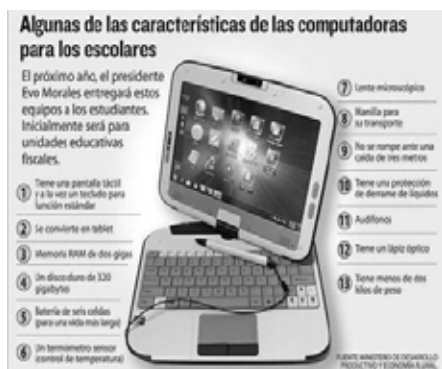 Algunas de las características de las computadoras
para los escolares
El próximo año, el presidente
Evo Morales entregará estos
equipos a los estudiantes.
Inicialmente será para
unidades educativas
fiscales.
1 Tiene una pantalla táctil
y a la vez un teclado para
función estándar
2 Se convierte en tablet
3 Memoria RAM de dos gigas
4 Un disco duro de 320
gigabytes
5 Batería de seis celdas
(para una vida más larga)
6 Un termómetro sensor
(control de temperatura)
7 Lente microscópico
8 Manilla para
su transporte
9 No se rompe ante una
caída de tres metros
10 Tiene una protección
de derrame de líquidos
11 Audífonos
12 Tiene un lápiz óptico
13 Tiene menos de dos
kilos de peso
FUENTE MINISTERIO DE DESARROLLO
PRODUCTIVO Y ECONOMÍA PLURAL